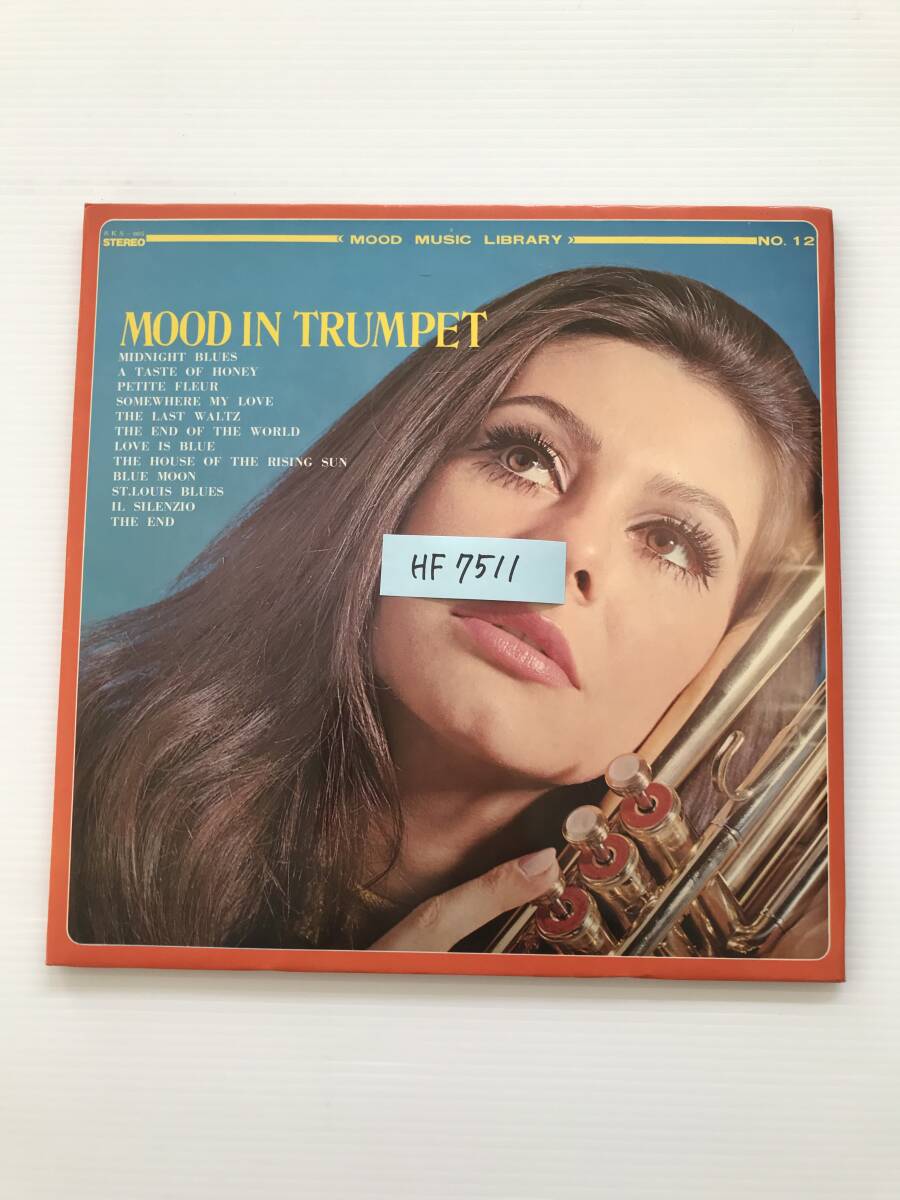 STEREO
《 MOOD MUSIC LIBRARY 》
NO. 12
MOOD IN TRUMPET
MIDNIGHT BLUES
A TASTE OF HONEY
PETITE FLEUR
SOMEWHERE MY LOVE
THE LAST WALTZ
THE END OF THE WORLD
LOVE IS BLUE
THE HOUSE OF THE RISING SUN
BLUE MOON
ST.LOUIS BLUES
IL SILENZIO
THE END
HF 7511